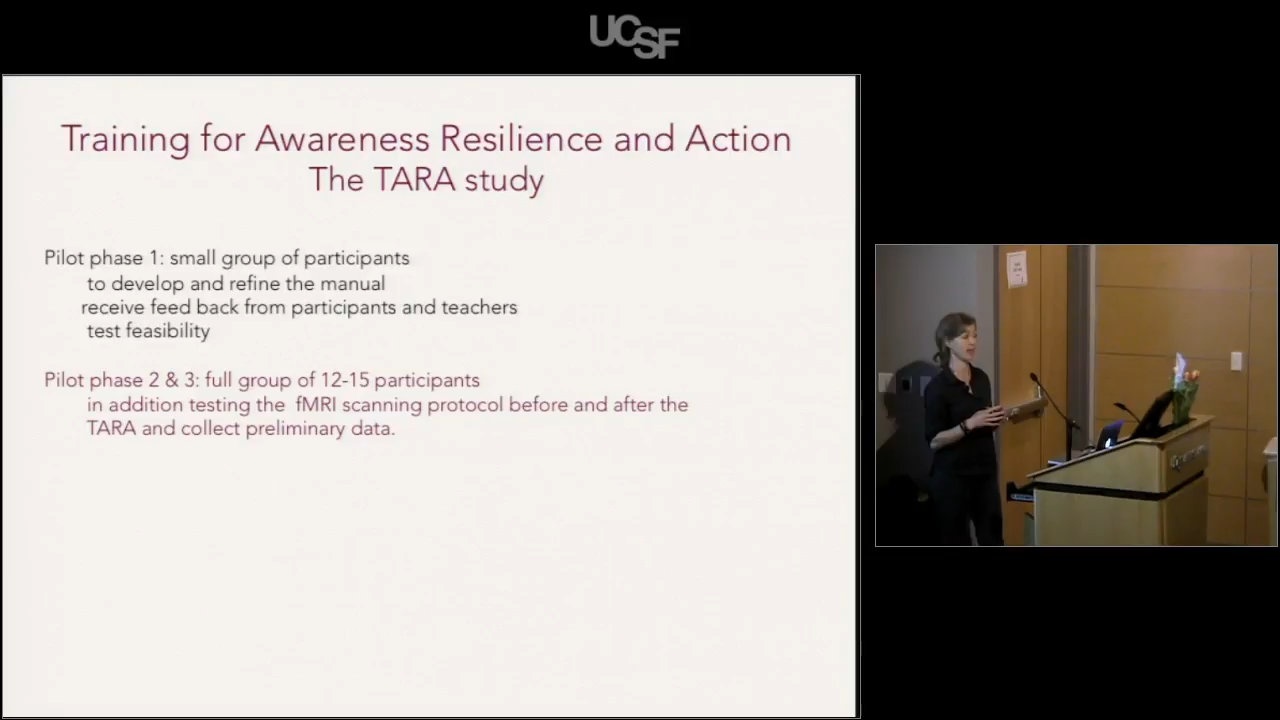 UCSF
Training for Awareness Resilience and Action
The TARA study
Pilot phase 1: small group of participants
to develop and refine the manual
receive feed back from participants and teachers
test feasibility
Pilot phase 2 & 3: full group of 12-15 participants
in addition testing the fMRI scanning protocol before and after the
TARA and collect preliminary data.